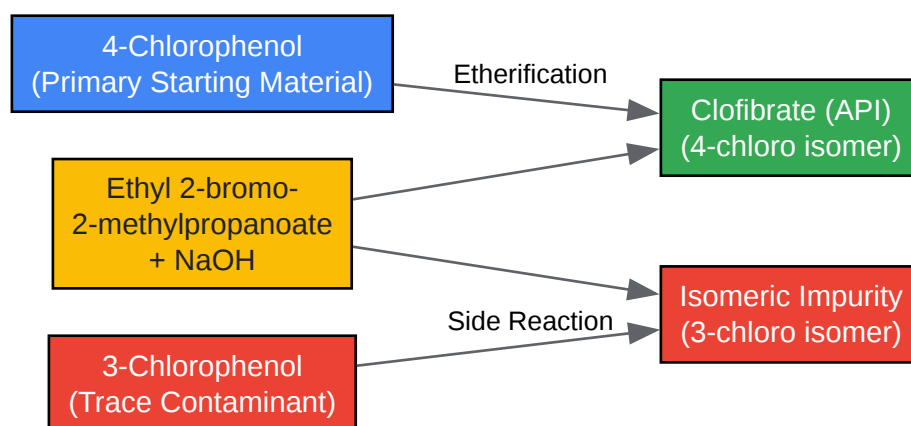 4-Chlorophenol
(Primary Starting Material)
Etherification
Clofibrate (API)
(4-chloro isomer)
Ethyl 2-bromo-
2-methylpropanoate
+ NaOH
Isomeric Impurity
(3-chloro isomer)
Side Reaction
3-Chlorophenol
(Trace Contaminant)